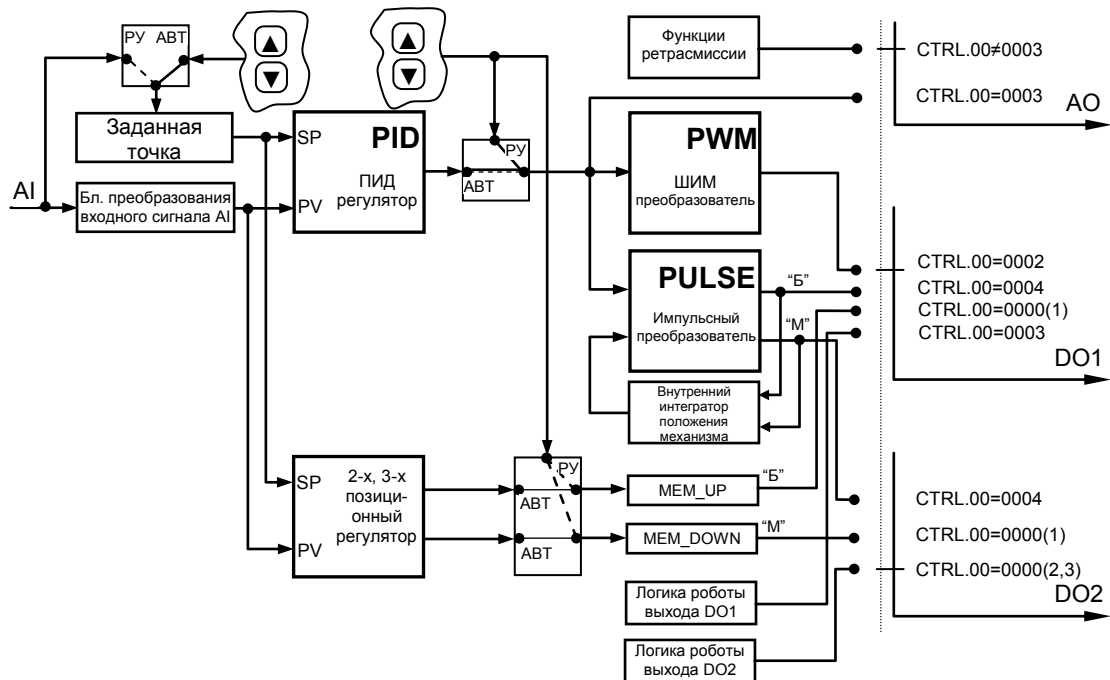 РУ АВТ
Функции
ретрасмиссии
CTRL.00≠0003
CTRL.00=0003
AO
Заданная
точка
SP
PID
ПИД
регулятор
PV
РУ
АВТ
PWM
ШИМ
преобразователь
AI
Бл. преобразования
входного сигнала AI
PULSE
Импульсный
преобразователь
“Б”
“М”
CTRL.00=0002
CTRL.00=0004
CTRL.00=0000(1)
CTRL.00=0003
DO1
Внутренний
интегратор
положения
механизма
SP
2-х, 3-х
позици-
онный
регулятор
PV
РУ
АВТ
АВТ
MEM_UP
“Б”
MEM_DOWN
“М”
CTRL.00=0004
CTRL.00=0000(1)
CTRL.00=0000(2,3)
DO2
Логика роботы
выхода DO1
Логика роботы
выхода DO2